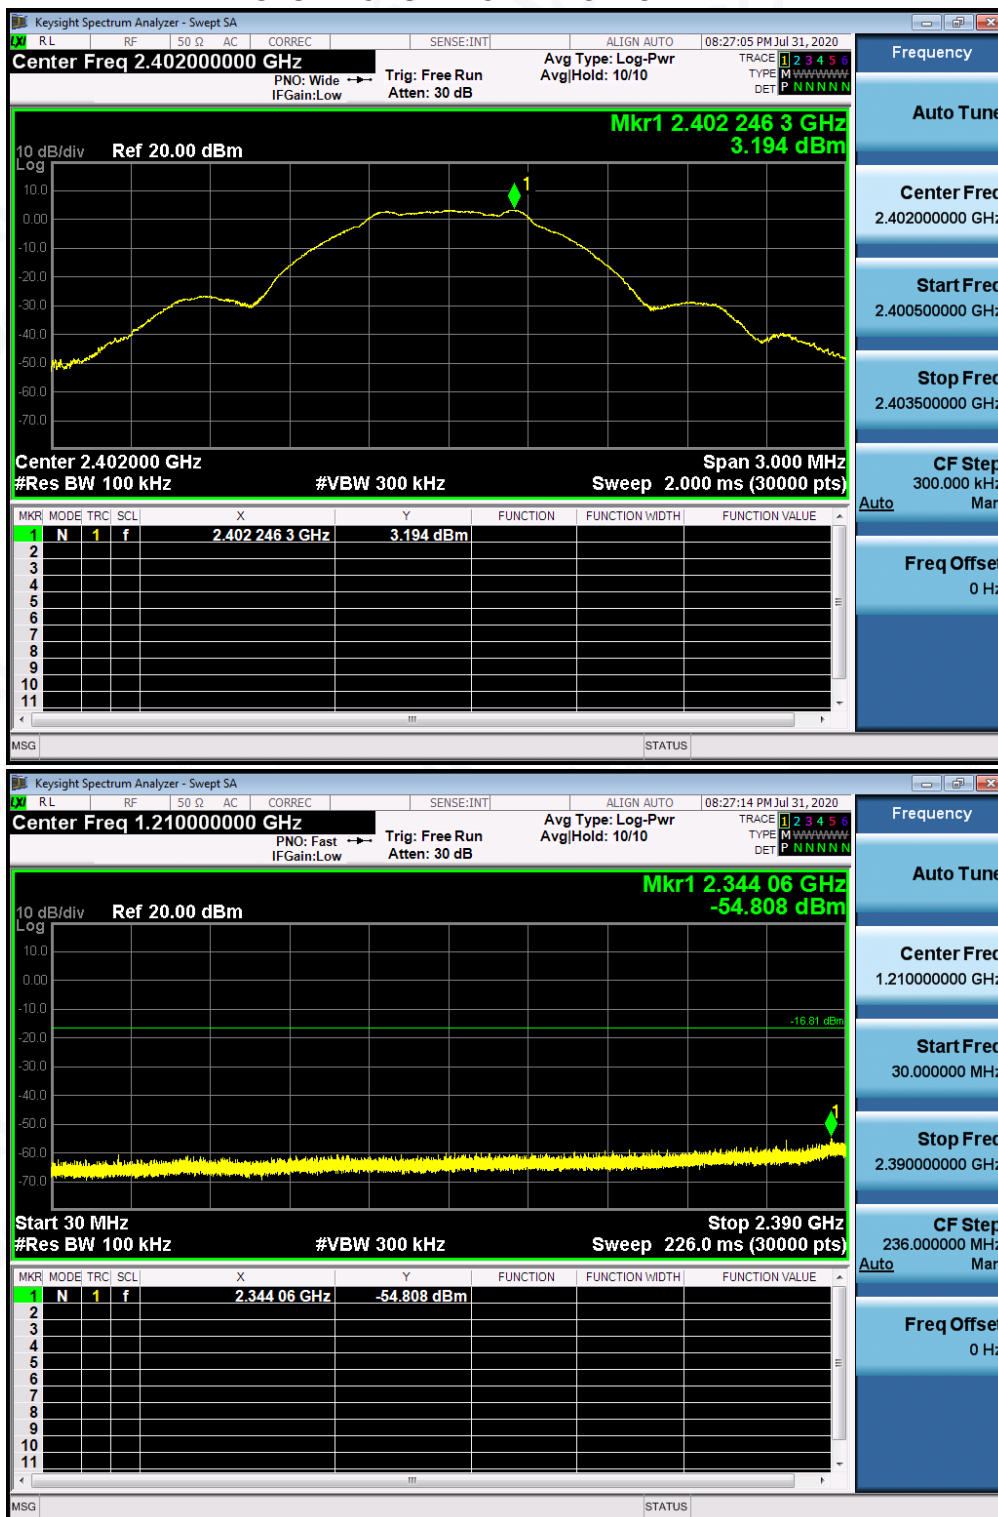 Keysight Spectrum Analyzer - Swept SA
LXI RL RF 50 Ω AC CORREC SENSE:INT ALIGN AUTO 08:27:05 PM Jul 31, 2020
Center Freq 2.402000000 GHz
PNO: Wide
IFGain:Low
Trig: Free Run
Atten: 30 dB
Avg Type: Log-Pwr
Avg|Hold: 10/10
TRACE 1 2 3 4 5 6
TYPE M WWWWW
DET P N N N N N
Mkr1 2.402 246 3 GHz
3.194 dBm
10 dB/div Ref 20.00 dBm
Log
1
10.0
0.00
-10.0
-20.0
-30.0
-40.0
-50.0
-60.0
-70.0
Center 2.402000 GHz Span 3.000 MHz
#Res BW 100 kHz #VBW 300 kHz Sweep 2.000 ms (30000 pts)
MKR MODE TRC SCL X Y FUNCTION FUNCTION WIDTH FUNCTION VALUE
1 N 1 f 2.402 246 3 GHz 3.194 dBm
2
3
4
5
6
7
8
9
10
11
MSG STATUS
Frequency
Auto Tune
Center Freq
2.402000000 GHz
Start Freq
2.400500000 GHz
Stop Freq
2.403500000 GHz
CF Step
300.000 kHz
Auto Man
Freq Offset
0 Hz
Keysight Spectrum Analyzer - Swept SA
LXI RL RF 50 Ω AC CORREC SENSE:INT ALIGN AUTO 08:27:14 PM Jul 31, 2020
Center Freq 1.210000000 GHz
PNO: Fast
IFGain:Low
Trig: Free Run
Atten: 30 dB
Avg Type: Log-Pwr
Avg|Hold: 10/10
TRACE 1 2 3 4 5 6
TYPE M WWWWW
DET P N N N N N
Mkr1 2.344 06 GHz
-54.808 dBm
10 dB/div Ref 20.00 dBm
Log
10.0
0.00
-10.0
-16.81 dBm
-20.0
-30.0
-40.0
1
-50.0
-60.0
-70.0
Start 30 MHz Stop 2.390 GHz
#Res BW 100 kHz #VBW 300 kHz Sweep 226.0 ms (30000 pts)
MKR MODE TRC SCL X Y FUNCTION FUNCTION WIDTH FUNCTION VALUE
1 N 1 f 2.344 06 GHz -54.808 dBm
2
3
4
5
6
7
8
9
10
11
MSG STATUS
Frequency
Auto Tune
Center Freq
1.210000000 GHz
Start Freq
30.000000 MHz
Stop Freq
2.390000000 GHz
CF Step
236.000000 MHz
Auto Man
Freq Offset
0 Hz